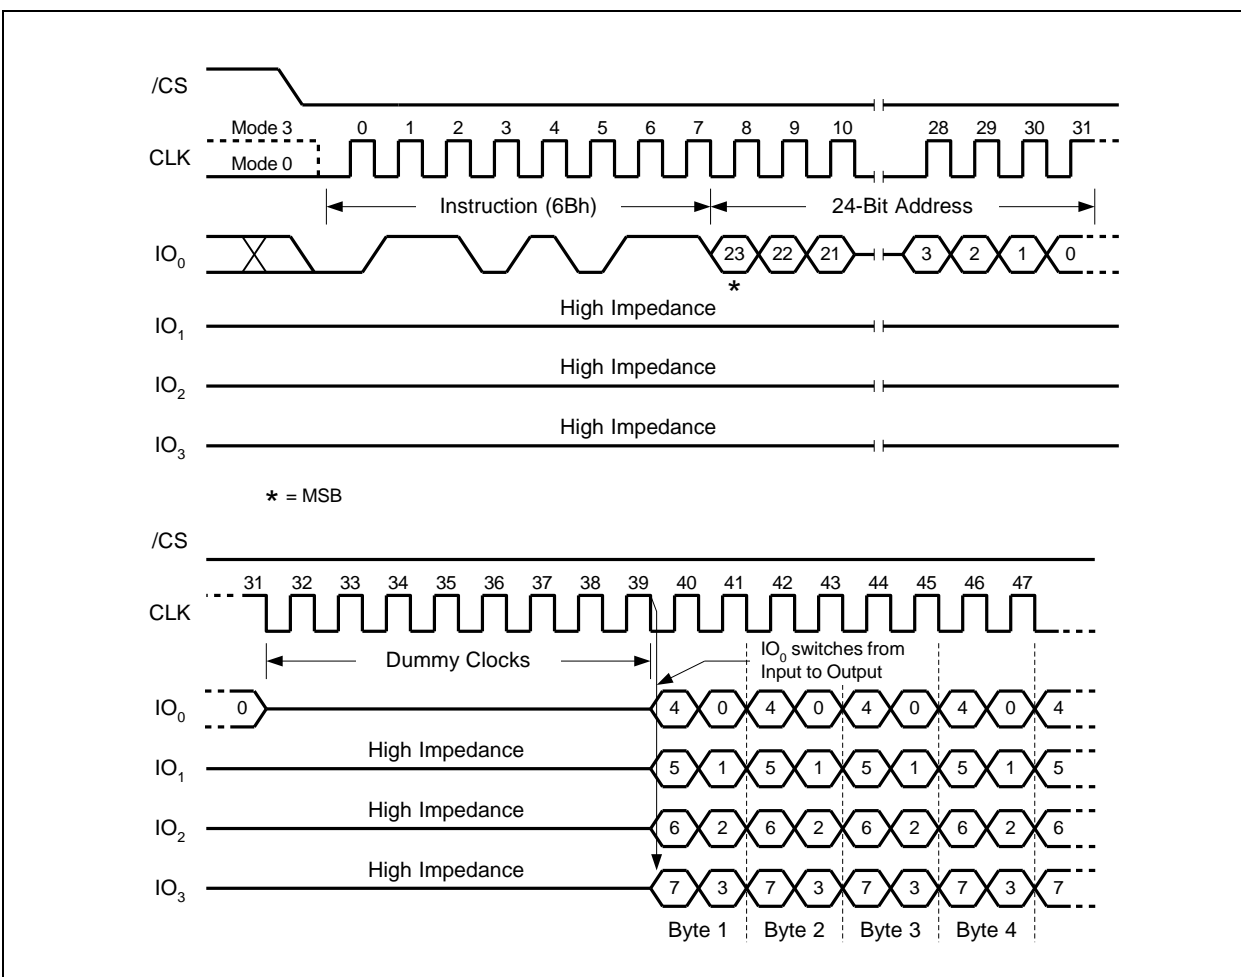 /CS
Mode 3 0 1 2 3 4 5 6 7 8 9 10 28 29 30 31
CLK
Mode 0
Instruction (6Bh) 24-Bit Address
IO0 23 22 21 3 2 1 0
*
High Impedance
IO1
High Impedance
IO2
High Impedance
IO3
* = MSB
/CS
31 32 33 34 35 36 37 38 39 40 41 42 43 44 45 46 47
CLK
Dummy Clocks
IO0 switches from
Input to Output
IO0 0 4 0 4 0 4 0 4 0 4
High Impedance
IO1 5 1 5 1 5 1 5 1 5
High Impedance
IO2 6 2 6 2 6 2 6 2 6
High Impedance
IO3 7 3 7 3 7 3 7 3 7
Byte 1 Byte 2 Byte 3 Byte 4